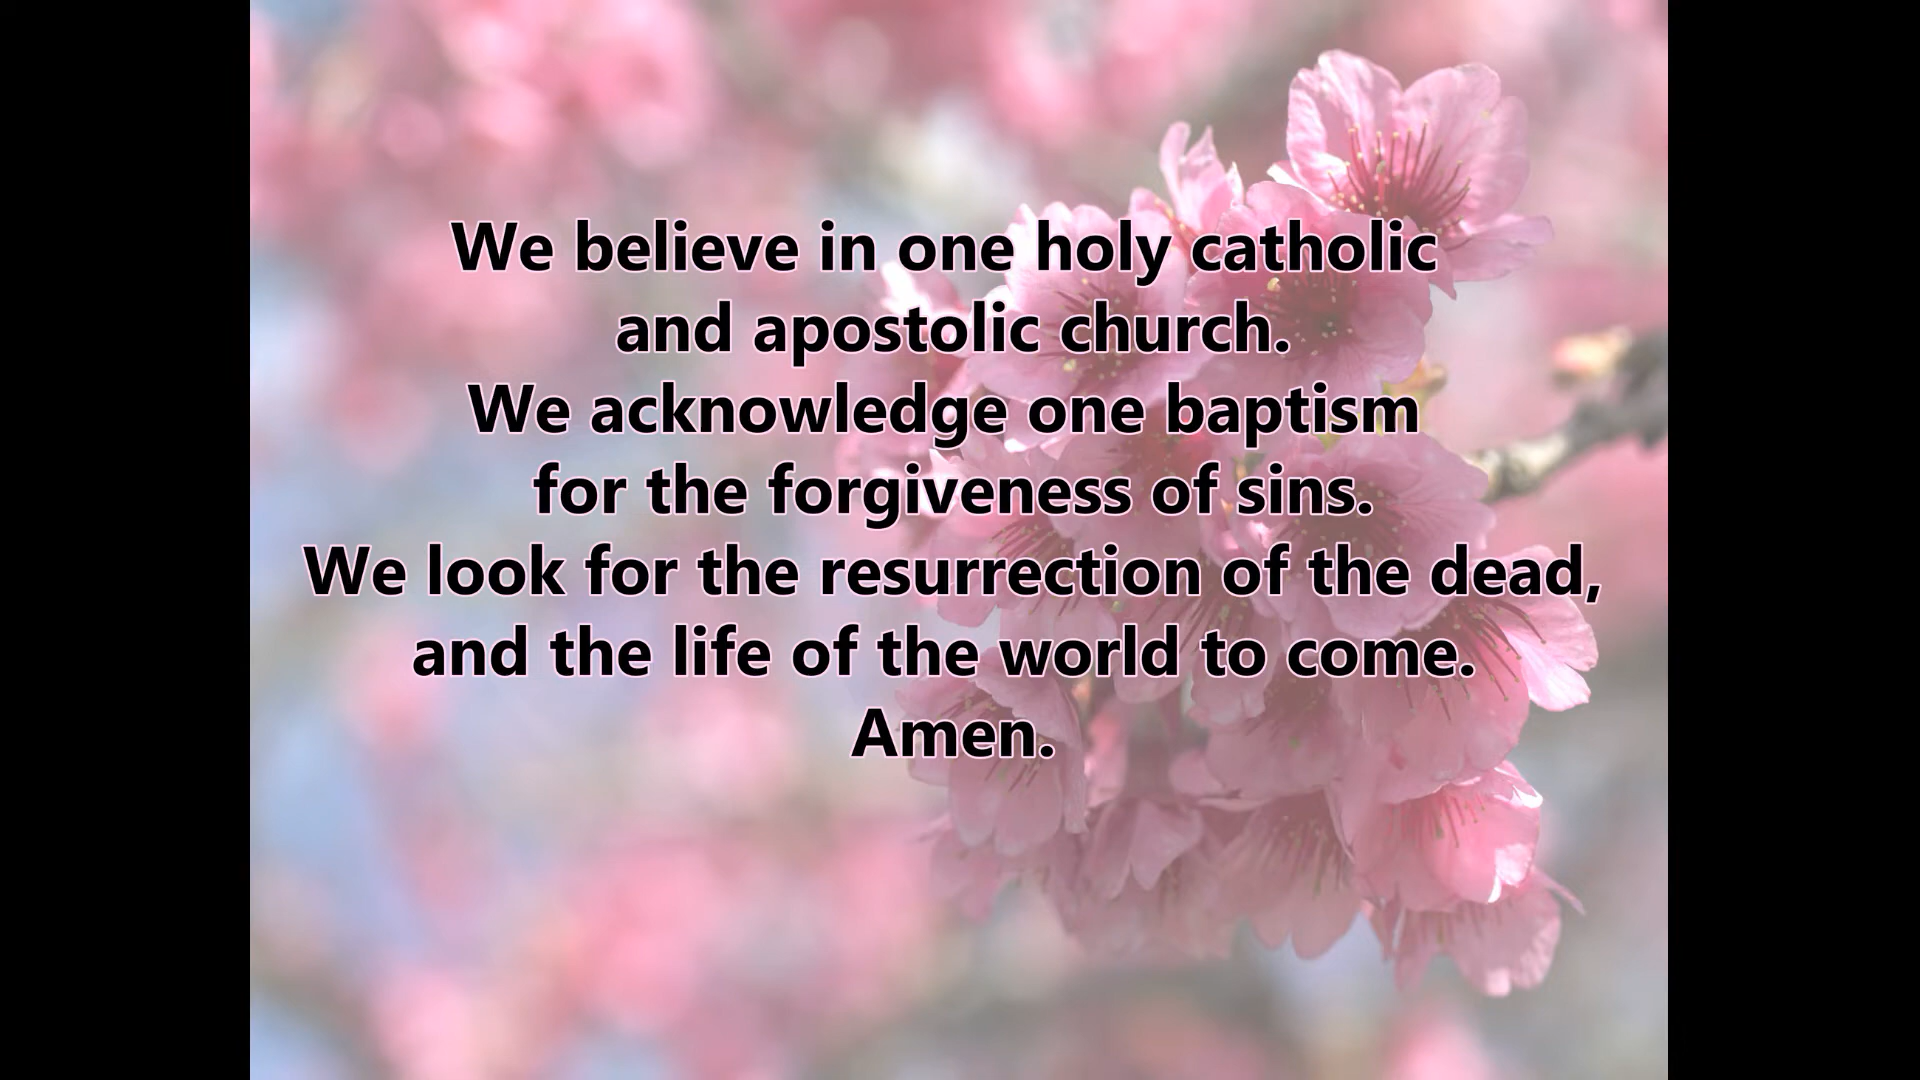 We believe in one holy catholic
and apostolic church.
We acknowledge one baptism
for the forgiveness of sins.
We look for the resurrection of the dead,
and the life of the world to come.
Amen.